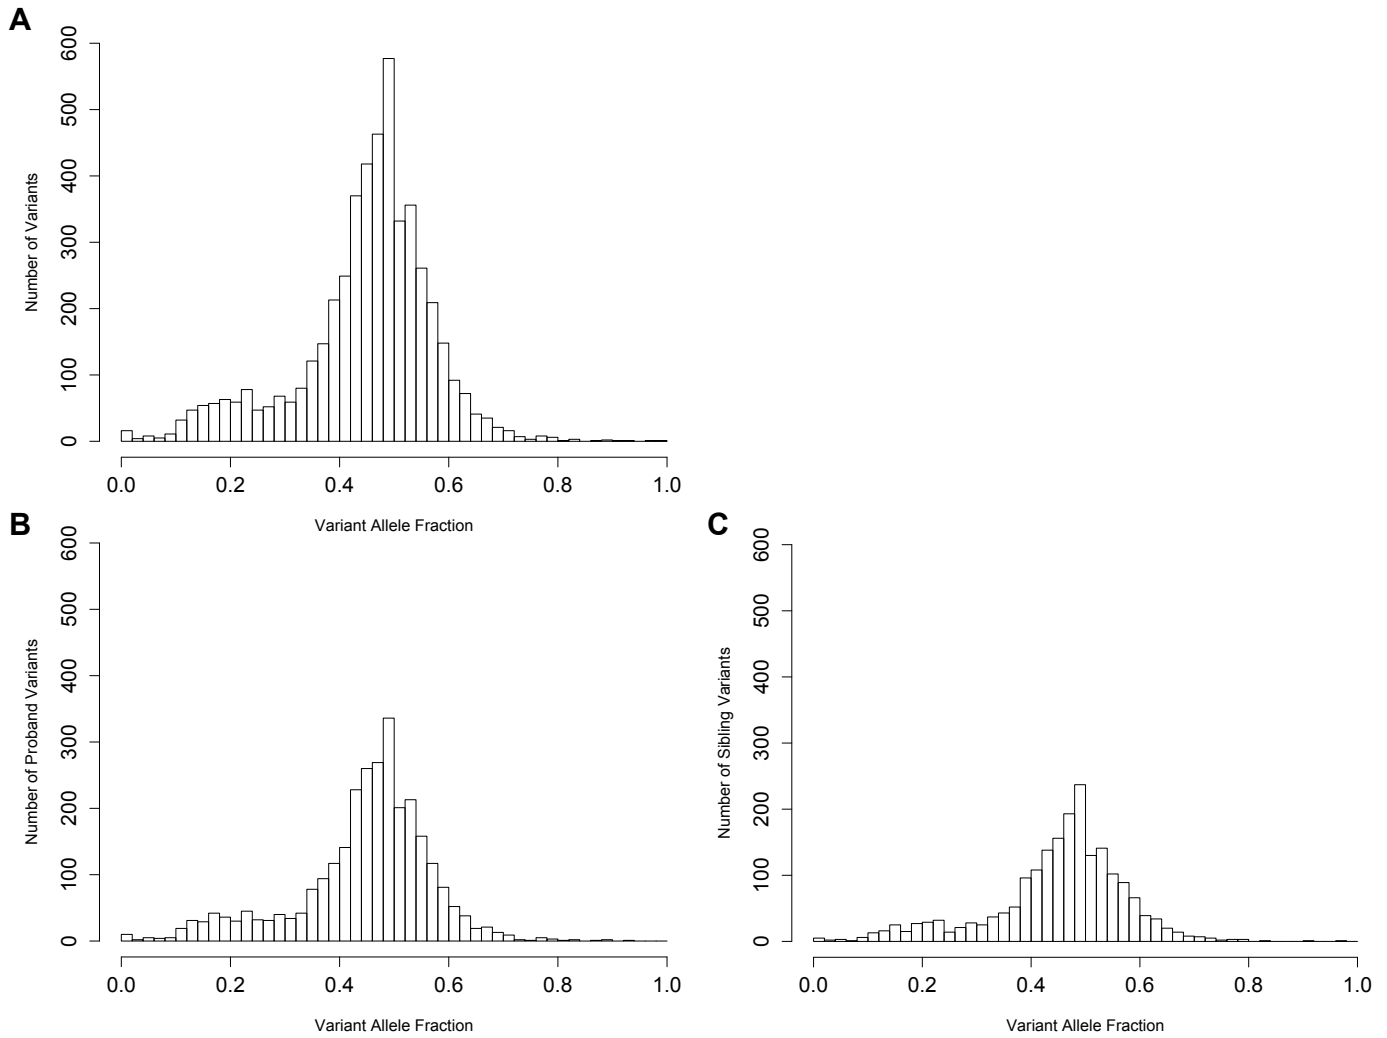 A
600
500
400
300
200
100
0
Number of Variants
0.0 0.2 0.4 0.6 0.8 1.0
Variant Allele Fraction
B
600
500
400
300
200
100
0
Number of Proband Variants
0.0 0.2 0.4 0.6 0.8 1.0
Variant Allele Fraction
C
600
500
400
300
200
100
0
Number of Sibling Variants
0.0 0.2 0.4 0.6 0.8 1.0
Variant Allele Fraction